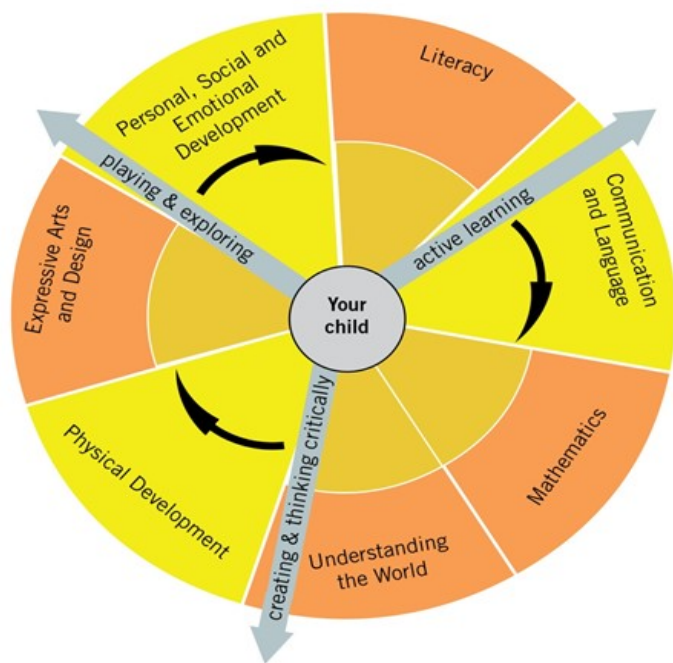 Personal, Social and
Emotional
Development
Literacy
playing & exploring
active learning
Communication
and Language
Expressive Arts
and Design
Your
child
creating & thinking critically
Physical Development
Mathematics
Understanding
the World